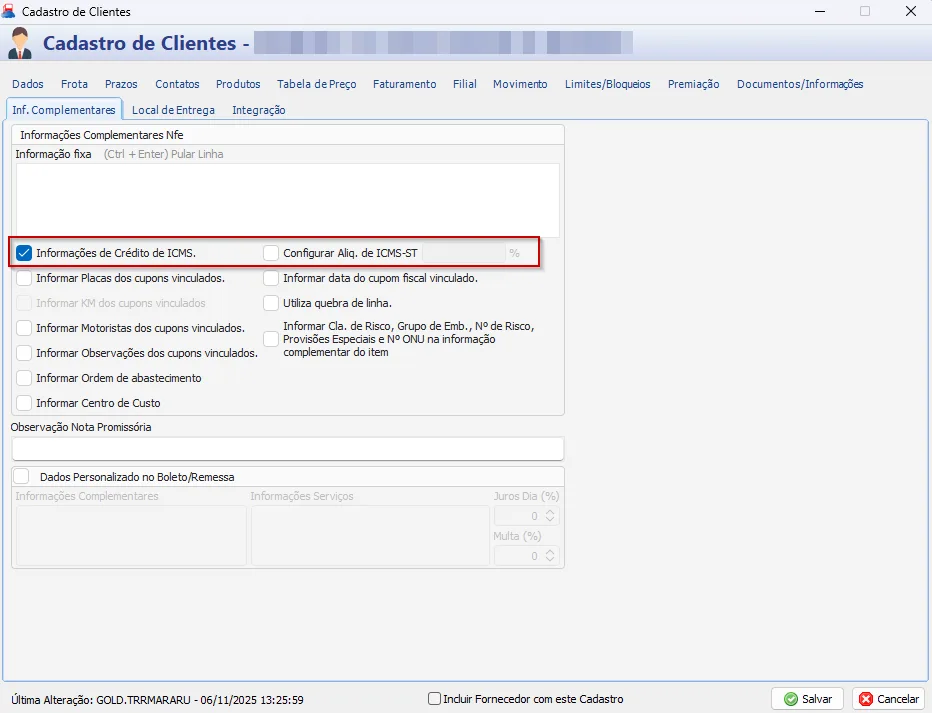 Cadastro de Clientes
Cadastro de Clientes -
Dados Frota Prazos Contatos Produtos Tabela de Preço Faturamento Filial Movimento Limites/Bloqueios Premiação Documentos/Informações
Inf. Complementares Local de Entrega Integração
Informações Complementares Nfe
Informação fixa (Ctrl + Enter) Pular Linha
Informações de Crédito de ICMS. Configurar Aliq. de ICMS-ST %
Informar Placas dos cupons vinculados. Informar data do cupom fiscal vinculado.
Informar KM dos cupons vinculados Utiliza quebra de linha.
Informar Motoristas dos cupons vinculados. Informar Cla. de Risco, Grupo de Emb., Nº de Risco,
Provisões Especiais e Nº ONU na informação
complementar do item
Informar Observações dos cupons vinculados.
Informar Ordem de abastecimento
Informar Centro de Custo
Observação Nota Promissória
Dados Personalizado no Boleto/Remessa
Informações Complementares Informações Serviços Juros Dia (%)
0
Multa (%)
0
Última Alteração: GOLD.TRRMARARU - 06/11/2025 13:25:59 Incluir Fornecedor com este Cadastro Salvar Cancelar